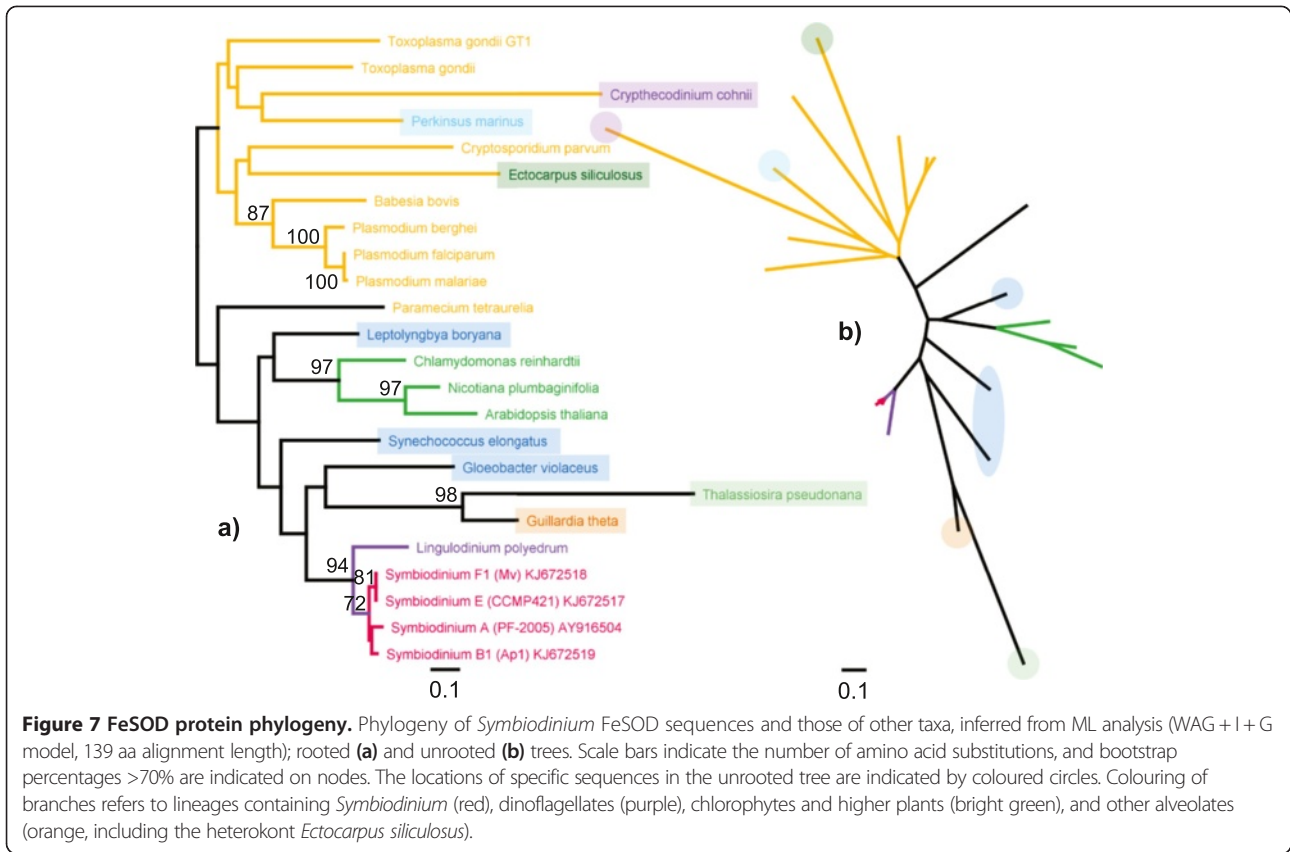 Toxoplasma gondii GT1
Toxoplasma gondii
Crypthecodinium cohnii
Perkinsus marinus
Cryptosporidium parvum
Ectocarpus siliculosus
Babesia bovis
87
Plasmodium berghei
100
Plasmodium falciparum
Plasmodium malariae
100
Paramecium tetraurelia
Leptolyngbya boryana
Chlamydomonas reinhardtii
97
Nicotiana plumbaginifolia
97
Arabidopsis thaliana
Synechococcus elongatus
Gloeobacter violaceus
Thalassiosira pseudonana
98
Guillardia theta
a)
Lingulodinium polyedrum
94
Symbiodinium F1 (Mv) KJ672518
81
Symbiodinium E (CCMP421) KJ672517
72
Symbiodinium A (PF-2005) AY916504
Symbiodinium B1 (Ap1) KJ672519
0.1
b)
0.1
Figure 7 FeSOD protein phylogeny. Phylogeny of Symbiodinium FeSOD sequences and those of other taxa, inferred from ML analysis (WAG + I + G
model, 139 aa alignment length); rooted (a) and unrooted (b) trees. Scale bars indicate the number of amino acid substitutions, and bootstrap
percentages >70% are indicated on nodes. The locations of specific sequences in the unrooted tree are indicated by coloured circles. Colouring of
branches refers to lineages containing Symbiodinium (red), dinoflagellates (purple), chlorophytes and higher plants (bright green), and other alveolates
(orange, including the heterokont Ectocarpus siliculosus).